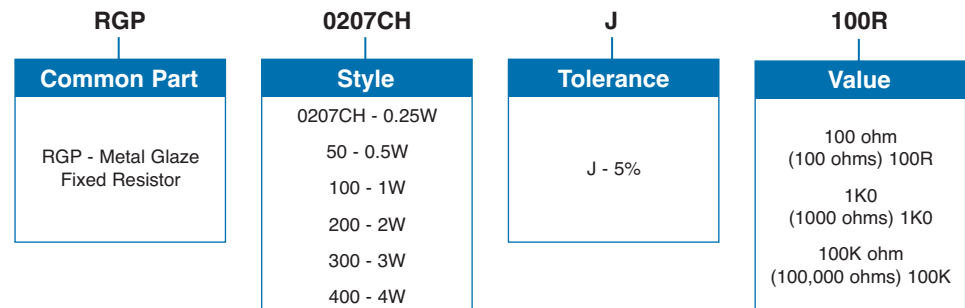 RGP
0207CH
J
100R
Common Part
RGP - Metal Glaze
Fixed Resistor
Style
0207CH - 0.25W
50 - 0.5W
100 - 1W
200 - 2W
300 - 3W
400 - 4W
Tolerance
J - 5%
Value
100 ohm
(100 ohms) 100R
1K0
(1000 ohms) 1K0
100K ohm
(100,000 ohms) 100K